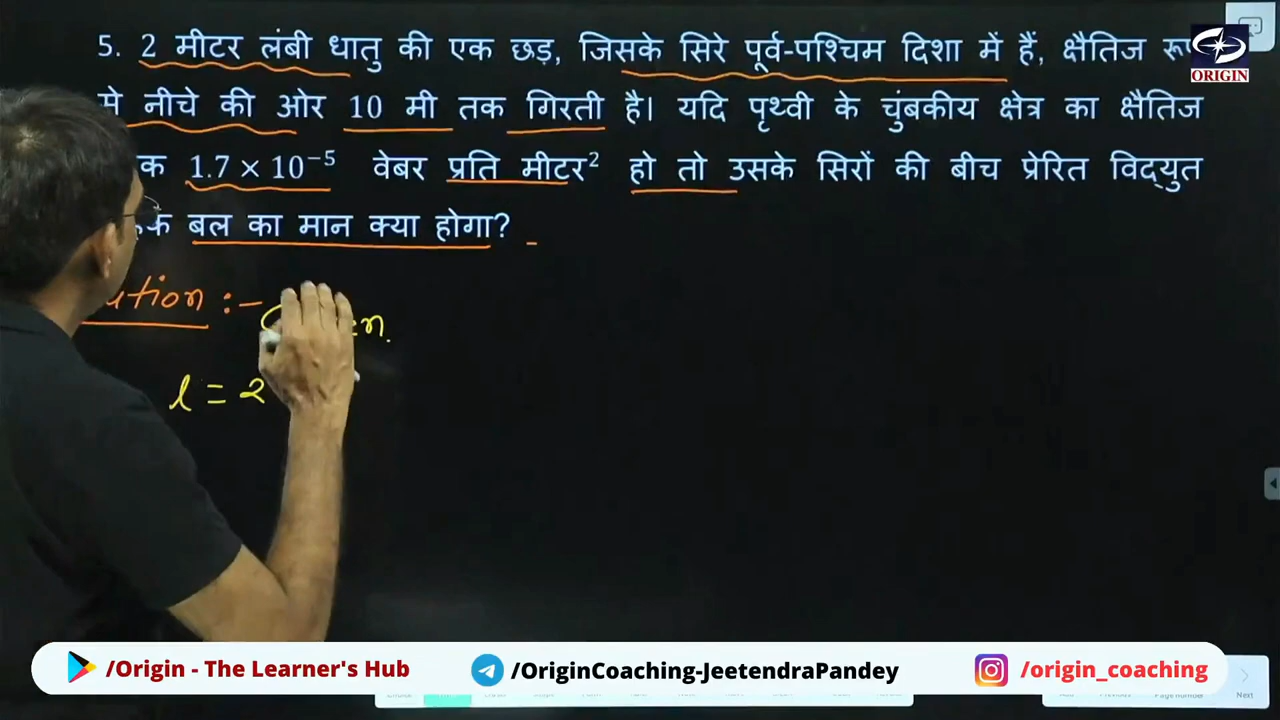 5. 2 मीटर लंबी धातु की एक छड़, जिसके सिरे पूर्व-पश्चिम दिशा में हैं, क्षैतिज
ORIGIN
नीचे की ओर 10 मी तक गिरती है। यदि पृथ्वी के चुंबकीय क्षेत्र का क्षैतिज
1.7 × 10⁻⁵ वेबर प्रति मीटर² हो तो उसके सिरों की बीच प्रेरित विद्युत
बल का मान क्या होगा?
:-
l = 2
/Origin - The Learner's Hub
/OriginCoaching-JeetendraPandey
/origin_coaching
Next